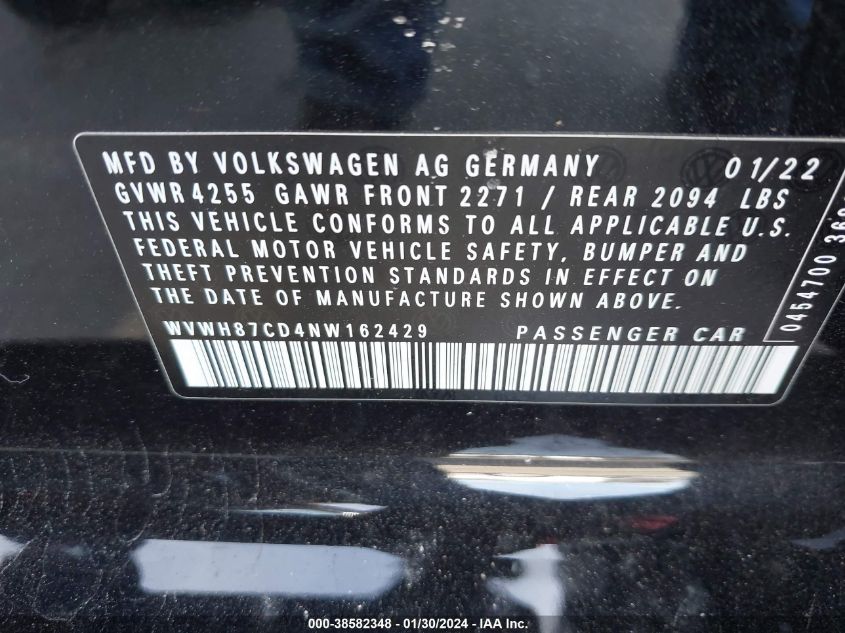 MFD BY VOLKSWAGEN AG GERMANY 01/22
GVWR 4255 GAWR FRONT 2271 / REAR 2094 LBS
THIS VEHICLE CONFORMS TO ALL APPLICABLE U.S.
FEDERAL MOTOR VEHICLE SAFETY, BUMPER AND
THEFT PREVENTION STANDARDS IN EFFECT ON
THE DATE OF MANUFACTURE SHOWN ABOVE.
WVWH87CD4NW162429 PASSENGER CAR
0454700
000-38582348 - 01/30/2024 - IAA Inc.